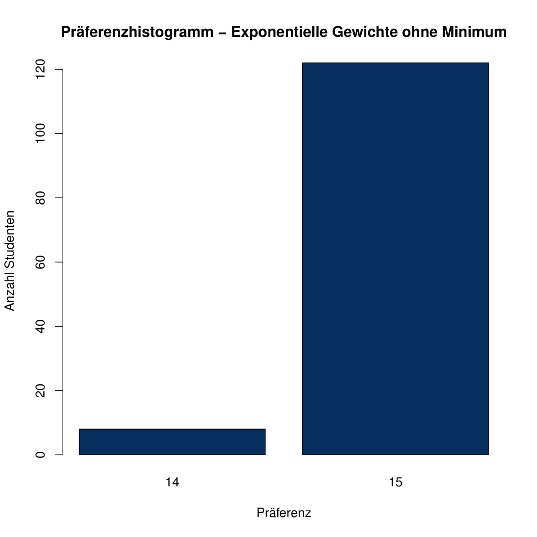 Präferenzhistogramm – Exponentielle Gewichte ohne Minimum
120
100
80
60
40
20
0
Anzahl Studenten
14 15
Präferenz